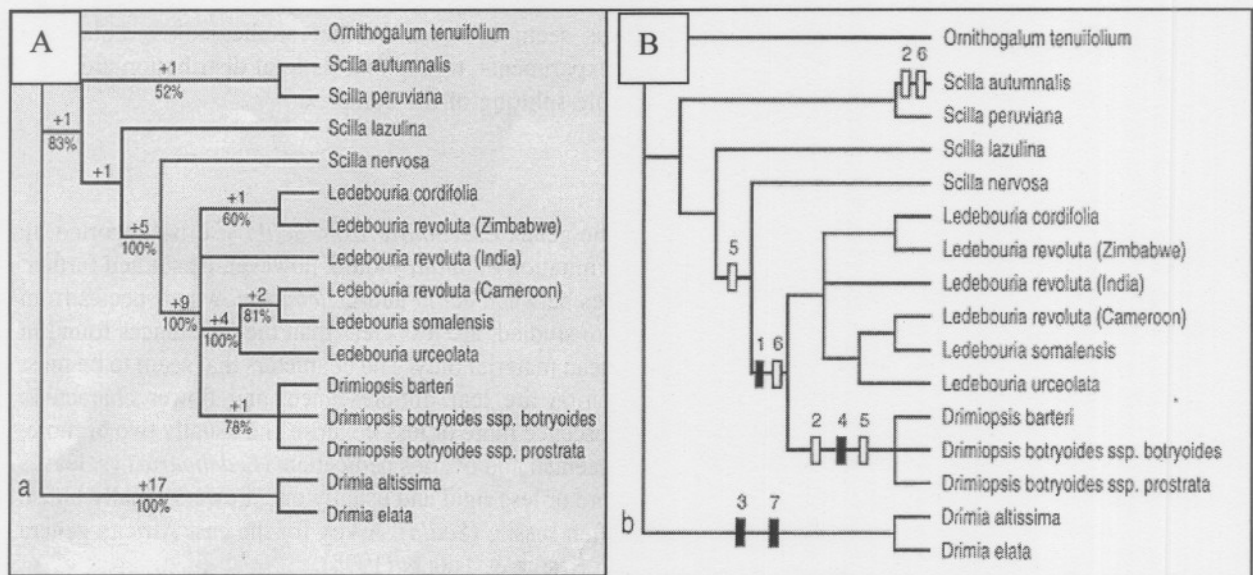 A
Ornithogalum tenuifolium
+1
52%
Scilla autumnalis
Scilla peruviana
+1
83%
Scilla lazulina
+1
Scilla nervosa
+5
100%
Ledebouria cordifolia
+1
60%
Ledebouria revoluta (Zimbabwe)
Ledebouria revoluta (India)
+9
100%
+2
81%
Ledebouria revoluta (Cameroon)
+4
100%
Ledebouria somalensis
Ledebouria urceolata
Drimiopsis barteri
+1
78%
Drimiopsis botryoides ssp. botryoides
Drimiopsis botryoides ssp. prostrata
a
+17
100%
Drimia altissima
Drimia elata
B
Ornithogalum tenuifolium
2 6
Scilla autumnalis
Scilla peruviana
Scilla lazulina
Scilla nervosa
5
Ledebouria cordifolia
Ledebouria revoluta (Zimbabwe)
Ledebouria revoluta (India)
Ledebouria revoluta (Cameroon)
1 6
Ledebouria somalensis
Ledebouria urceolata
2 4 5
Drimiopsis barteri
Drimiopsis botryoides ssp. botryoides
Drimiopsis botryoides ssp. prostrata
b
3 7
Drimia altissima
Drimia elata